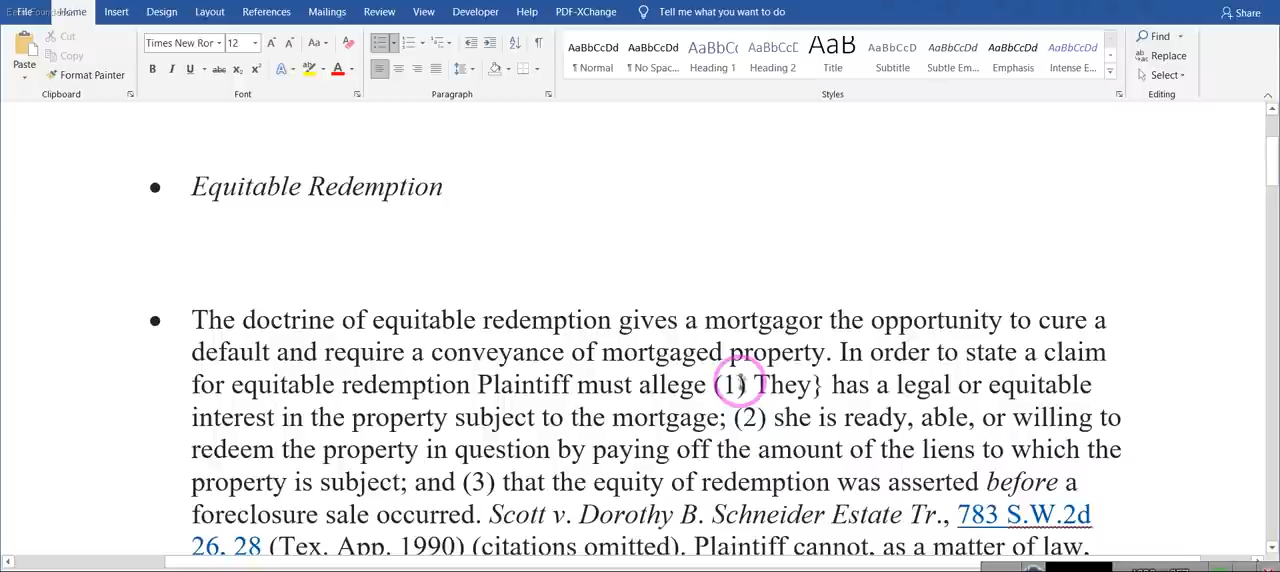 File Home Insert Design Layout References Mailings Review View Developer Help PDF-XChange Tell me what you want to do Share
Cut
Copy
Paste
Format Painter
Clipboard
Times New Ror 12
Font
Paragraph
AaBbCcDd AaBbCcDd AaBbCc AaBbCcC AaB AaBbCcD AaBbCcDd AaBbCcDd AaBbCcDd
¶ Normal ¶ No Spac... Heading 1 Heading 2 Title Subtitle Subtle Em... Emphasis Intense E...
Styles
Find
Replace
Select
Editing
• Equitable Redemption
• The doctrine of equitable redemption gives a mortgagor the opportunity to cure a
default and require a conveyance of mortgaged property. In order to state a claim
for equitable redemption Plaintiff must allege (1) They} has a legal or equitable
interest in the property subject to the mortgage; (2) she is ready, able, or willing to
redeem the property in question by paying off the amount of the liens to which the
property is subject; and (3) that the equity of redemption was asserted before a
foreclosure sale occurred. Scott v. Dorothy B. Schneider Estate Tr., 783 S.W.2d
26, 28 (Tex. App. 1990) (citations omitted). Plaintiff cannot, as a matter of law,